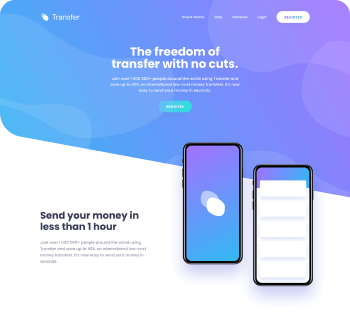 Transfer
Help
Features
Login
REGISTER
The freedom of
transfer with no cuts.
Join over 1 000 000+ people around the world using Transfer and
save up to 90% on international low-cost money transfers. It's now
easy to send your money in seconds.
REGISTER
Send your money in
less than 1 hour
Join over 1 000 000+ people around the world using
Transfer and save up to 90% on international low-cost
money transfers. It's now easy to send your money in
seconds.